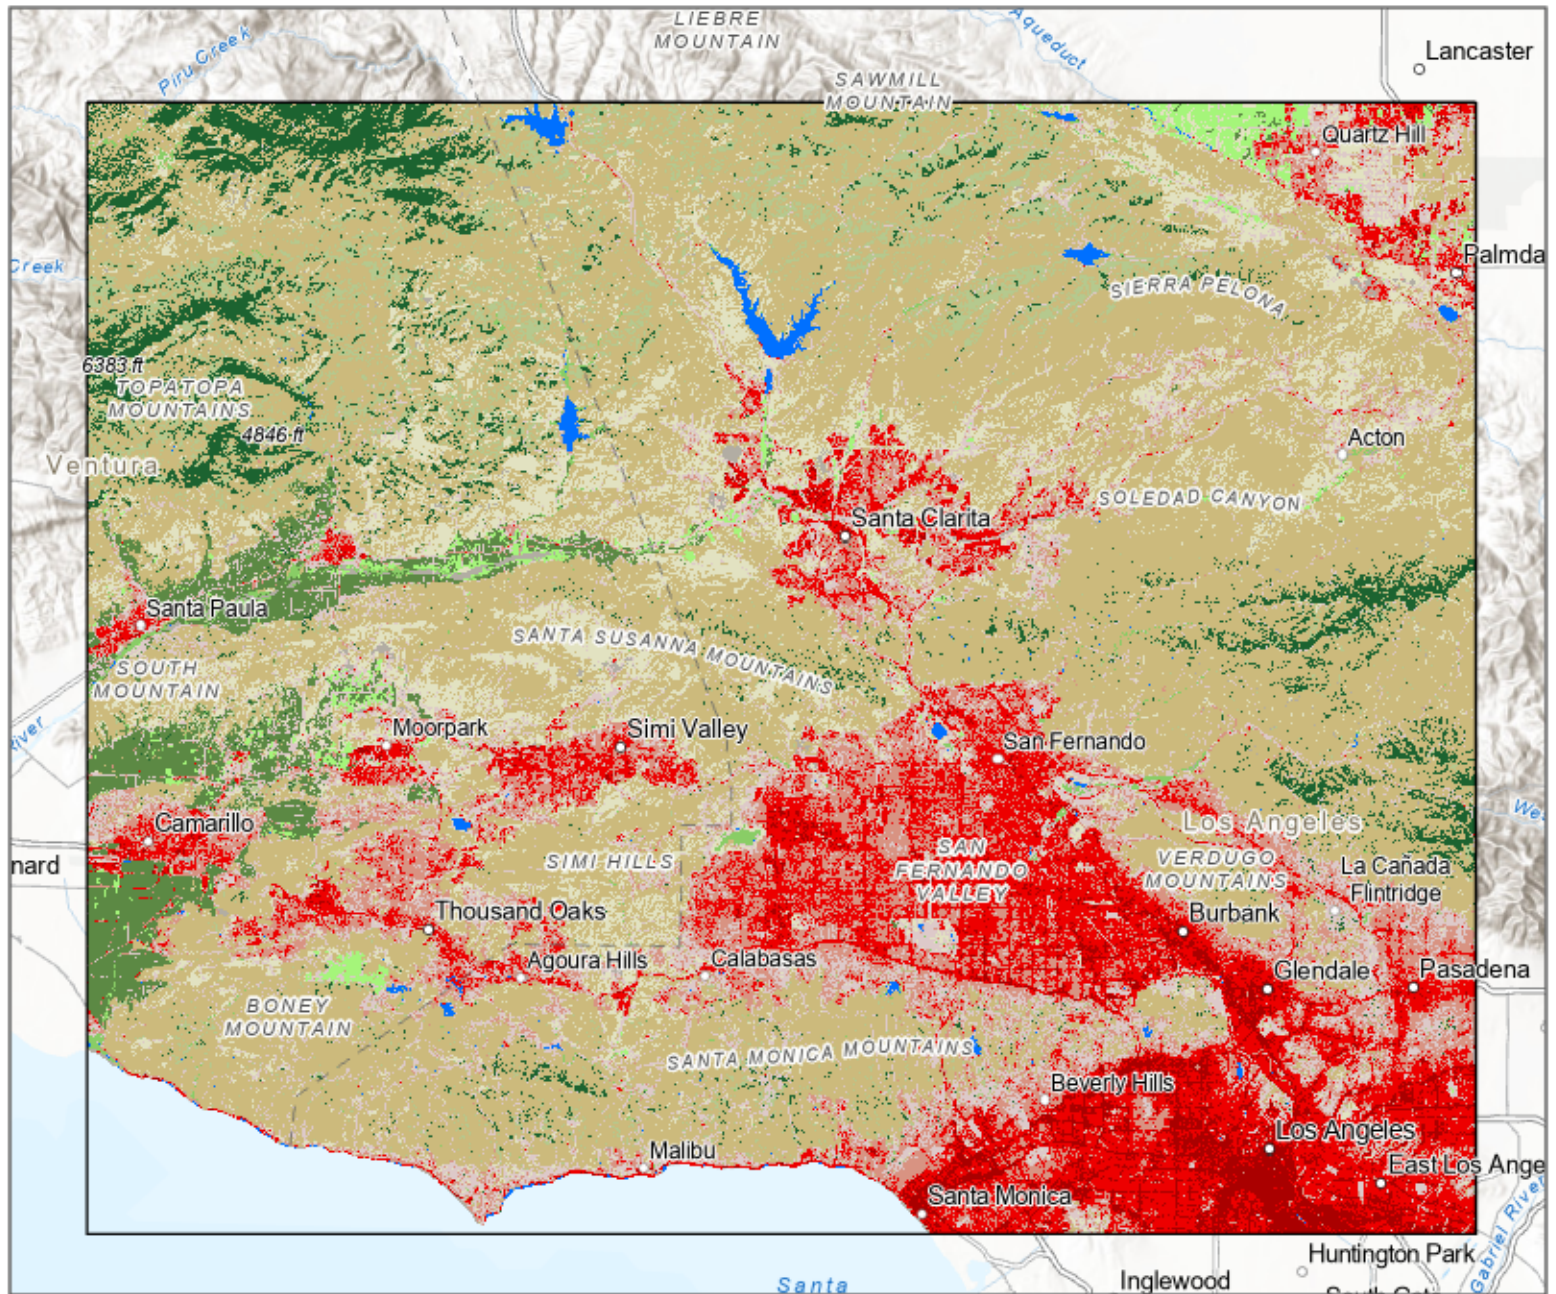 LIEBRE
MOUNTAIN
Piru Creek
Aqueduct
Lancaster
SAWMILL
MOUNTAIN
Quartz Hill
Creek
Palmda
SIERRA PELONA
6383 ft
TOPATOPA
MOUNTAINS
4846 ft
Ventura
Acton
SOLEDAD CANYON
Santa Clarita
Santa Paula
SANTA SUSANNA MOUNTAINS
SOUTH
MOUNTAIN
River
Moorpark
Simi Valley
San Fernando
Camarillo
Los Angeles
Wes
nard
SIMI HILLS
SAN
FERNANDO
VALLEY
VERDUGO
MOUNTAINS
La Cañada
Flintridge
Thousand Oaks
Burbank
Agoura Hills
Calabasas
Glendale
Pasadena
BONEY
MOUNTAIN
SANTA MONICA MOUNTAINS
Beverly Hills
Los Angeles
Malibu
East Los Ange
Santa Monica
Gabriel River
Huntington Park
Santa
Inglewood